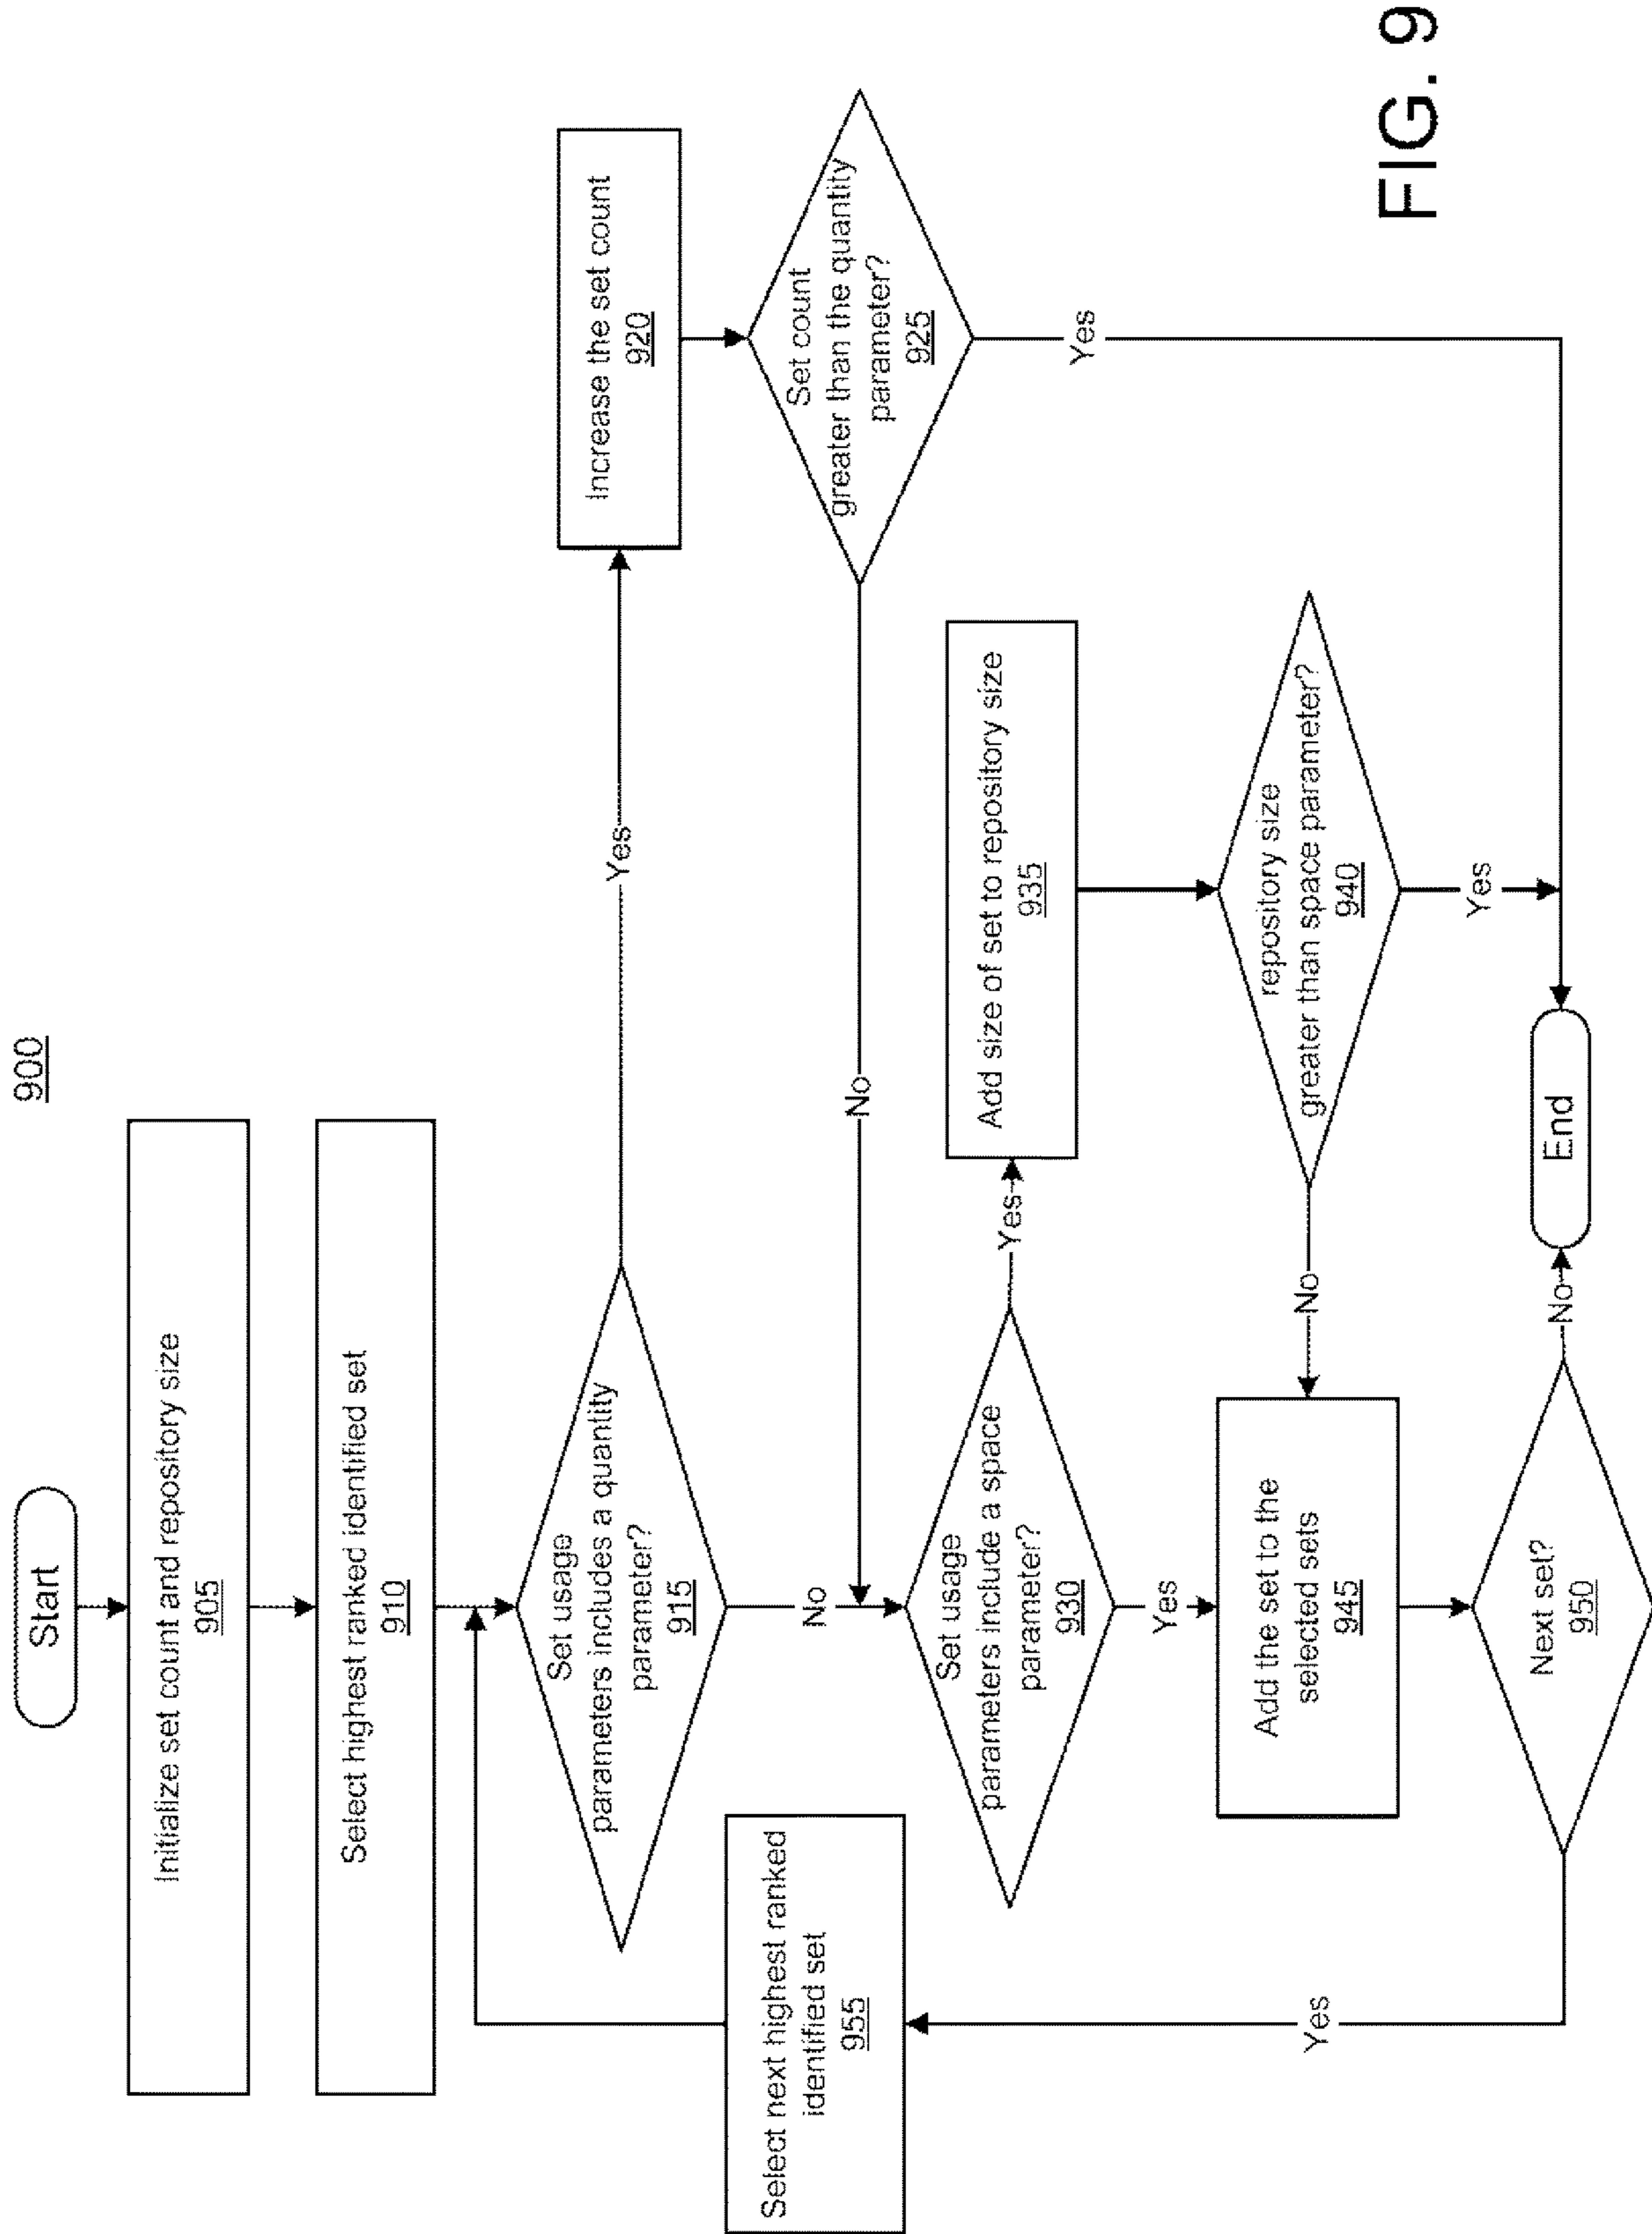 900
Start
Initialize set count and repository size
905
Select highest ranked identified set
910
Set usage
parameters includes a quantity
parameter?
915
Yes
Increase the set count
920
Set count
greater than the quantity
parameter?
925
No
Yes
No
Select next highest ranked
identified set
955
Set usage
parameters include a space
parameter?
930
Yes
Add size of set to repository size
935
Yes
repository size
greater than space parameter?
940
No
Yes
Add the set to the
selected sets
945
Next set?
950
Yes
No
End
FIG. 9